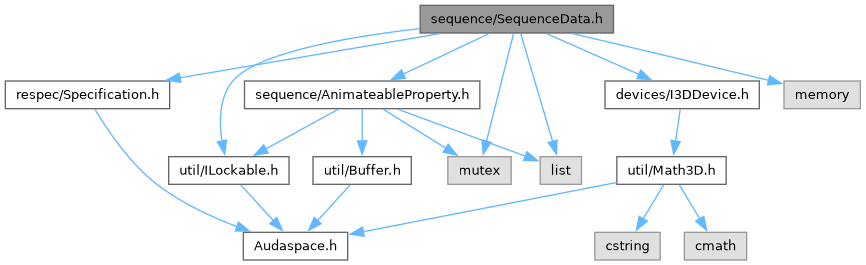 sequence/SequenceData.h
respec/Specification.h
sequence/AnimateableProperty.h
devices/I3DDevice.h
memory
util/ILockable.h
util/Buffer.h
mutex
list
util/Math3D.h
Audaspace.h
cstring
cmath